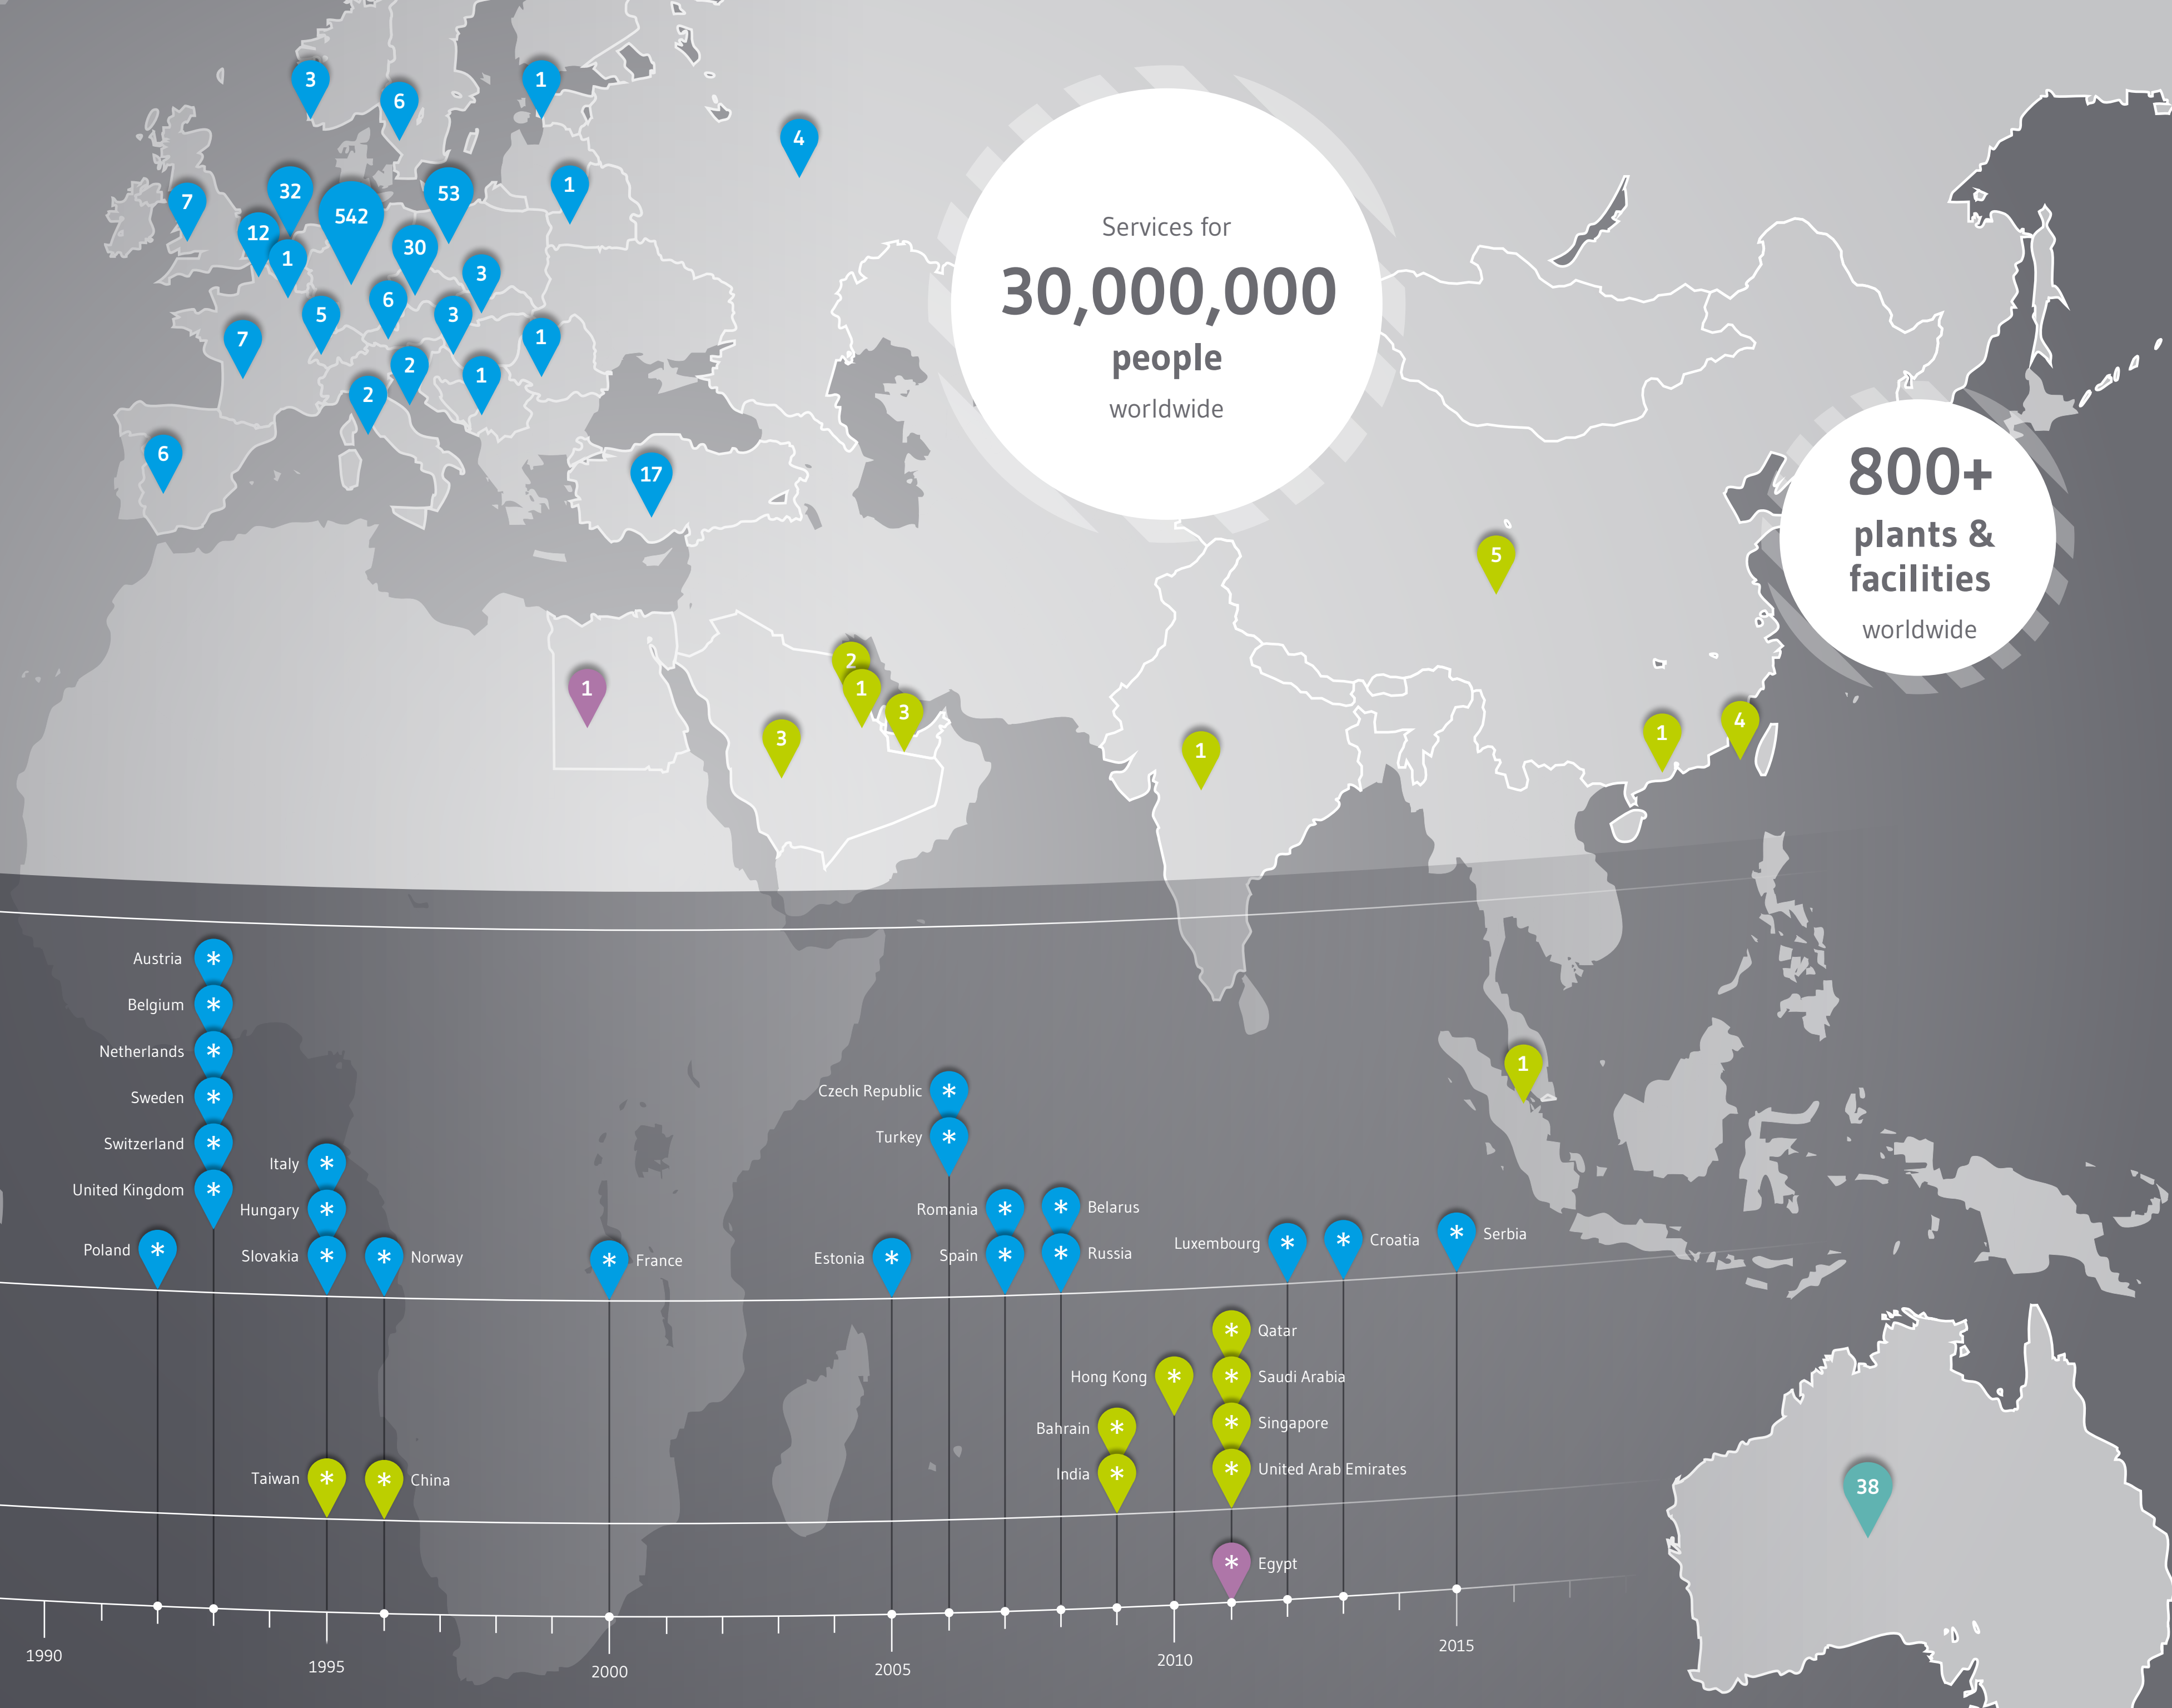 3
6
1
4
7
32
542
53
1
12
1
30
3
6
5
3
7
2
1
1
2
6
17
Services for
30,000,000
people
worldwide
800+
plants &
facilities
worldwide
5
1
2
1
3
3
1
1
4
1
38
Austria *
Belgium *
Netherlands *
Sweden *
Switzerland *
United Kingdom *
Poland *
Italy *
Hungary *
Slovakia *
* Norway
* France
Czech Republic *
Turkey *
Estonia *
Romania *
Spain *
* Belarus
* Russia
Luxembourg *
* Croatia
* Serbia
Taiwan *
* China
Bahrain *
India *
Hong Kong *
* Qatar
* Saudi Arabia
* Singapore
* United Arab Emirates
* Egypt
1990
1995
2000
2005
2010
2015